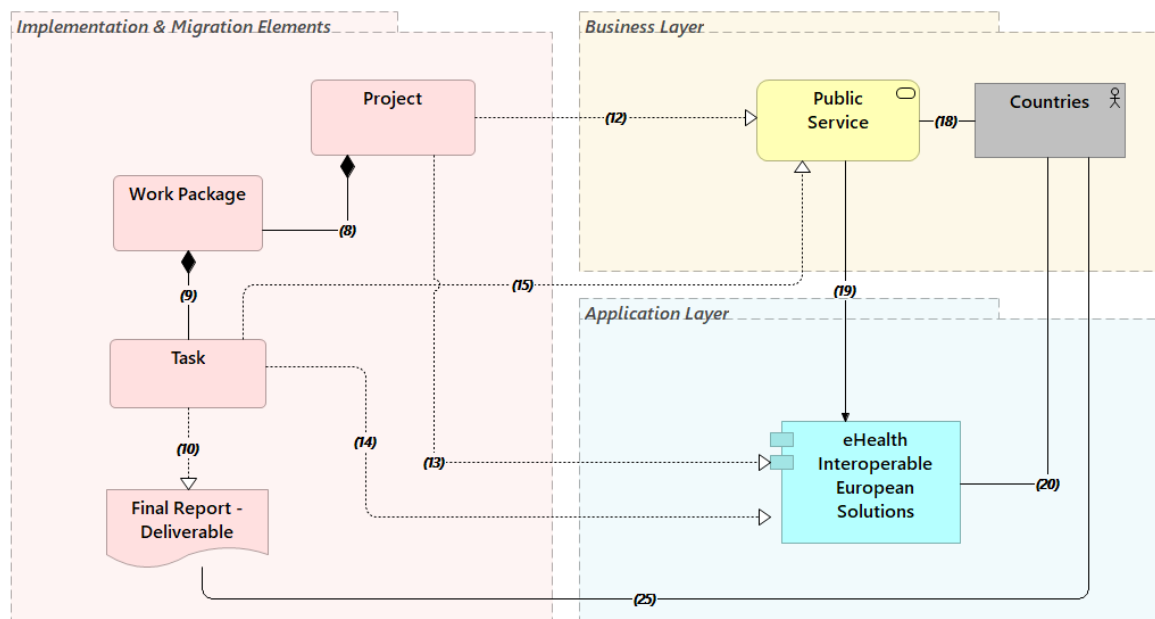 Implementation & Migration Elements
Business Layer
Project
Public
Service
Countries
(12)
(18)
Work Package
(8)
(9)
(15)
(19)
Application Layer
Task
(10)
(14)
(13)
eHealth
Interoperable
European
Solutions
(20)
Final Report -
Deliverable
(25)